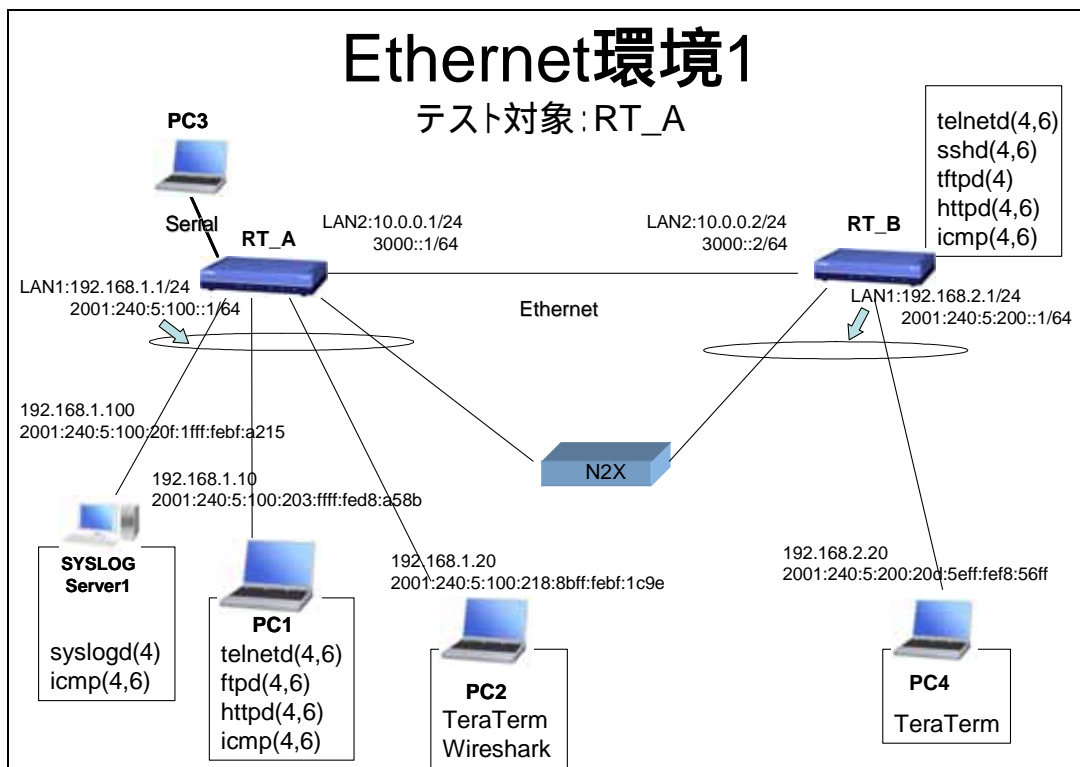 Ethernet環境1
テスト対象:RT_A
PC3
Serial
RT_A
LAN2:10.0.0.1/24
3000::1/64
LAN2:10.0.0.2/24
3000::2/64
RT_B
telnetd(4,6)
sshd(4,6)
tftpd(4)
httpd(4,6)
icmp(4,6)
LAN1:192.168.1.1/24
2001:240:5:100::1/64
Ethernet
LAN1:192.168.2.1/24
2001:240:5:200::1/64
192.168.1.100
2001:240:5:100:20f:1fff:febf:a215
N2X
192.168.1.10
2001:240:5:100:203:ffff:fed8:a58b
192.168.1.20
2001:240:5:100:218:8bff:febf:1c9e
192.168.2.20
2001:240:5:200:20d:5eff:fef8:56ff
SYSLOG
Server1
syslogd(4)
icmp(4,6)
PC1
telnetd(4,6)
ftpd(4,6)
httpd(4,6)
icmp(4,6)
PC2
TeraTerm
Wireshark
PC4
TeraTerm